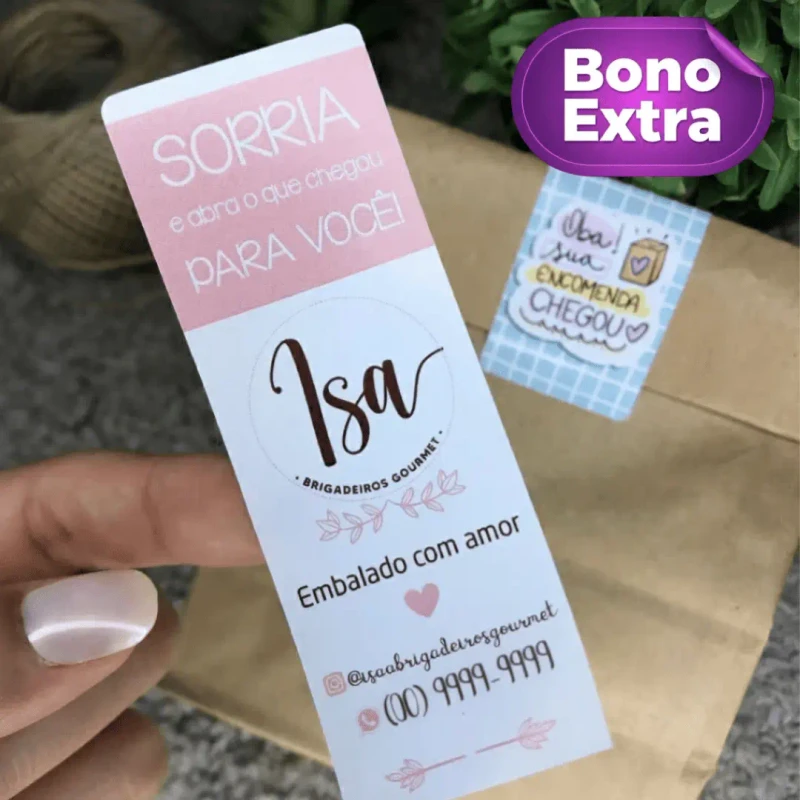 Bono
Extra
SORRIA
e abra o que chegou
PARA VOCÊ!
Oba!
sua
ENCOMENDA
CHEGOU
Isa
• BRIGADEIROS GOURMET •
Embalado com amor
@isaabrigadeirosgourmet
(00) 9999-9999